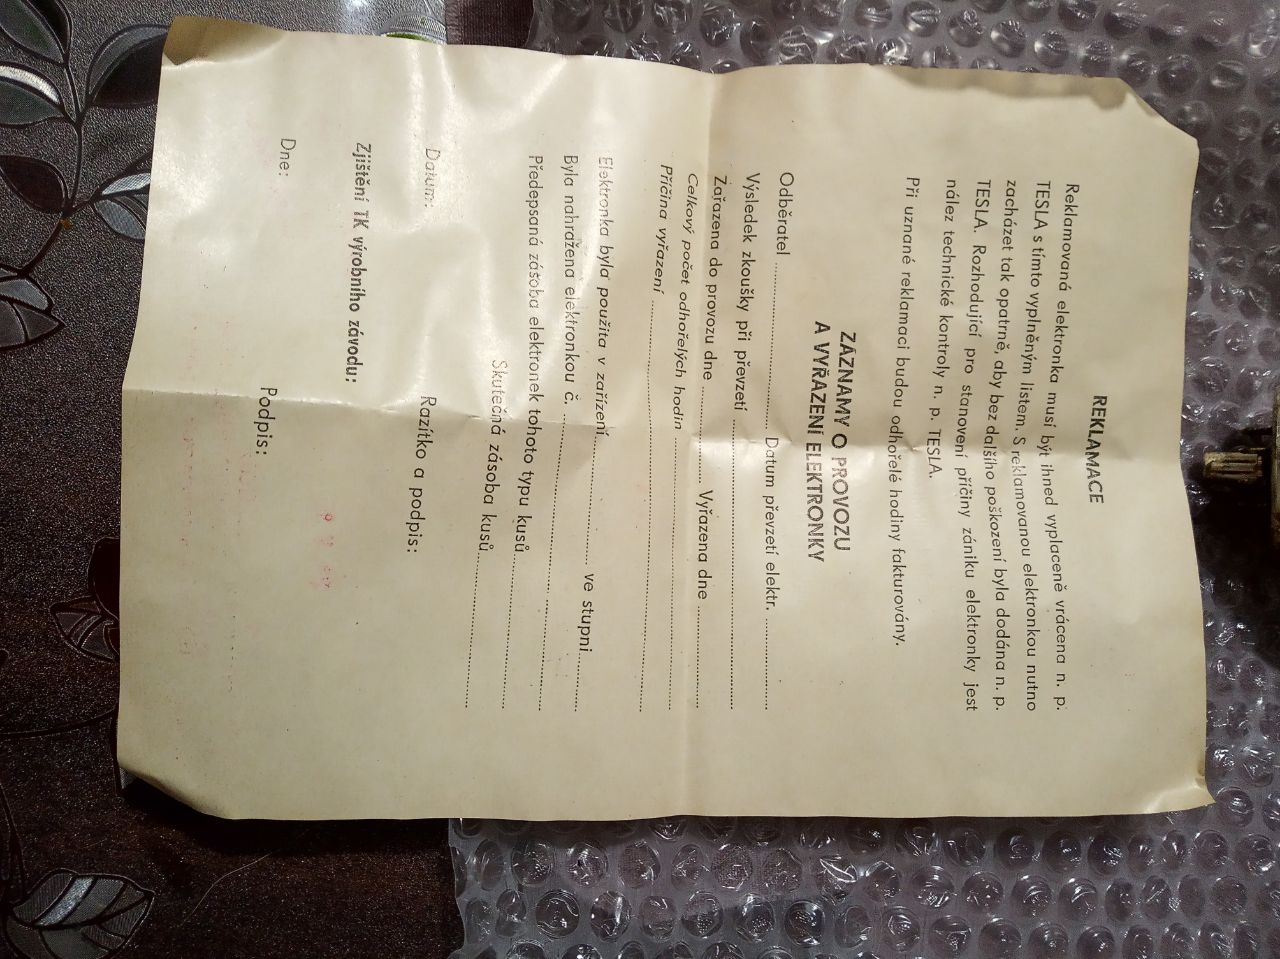 REKLAMACE
Reklamovaná elektronka musí být ihned vyplaceně vrácena n. p.
TESLA s tímto vyplněným listem. S reklamovanou elektronkou nutno
zacházet tak opatrně, aby bez dalšího poškození byla dodána n. p.
TESLA. Rozhodující pro stanovení příčiny zániku elektronky jest
nález technické kontroly n. p. TESLA.
Při uznané reklamaci budou odhořelé hodiny fakturovány.
ZÁZNAMY O PROVOZU
A VYŘAZENÍ ELEKTRONKY
Odběratel ........................ Datum převzetí elektr. ................
Výsledek zkoušky při převzetí ................................
Zařazena do provozu dne ................ Vyřazena dne ................
Celkový počet odhořelých hodin ................................
Příčina vyřazení ................................
Elektronka byla použita v zařízení ................ ve stupni ................
Byla nahražena elektronkou č. ................................
Předepsaná zásoba elektronek tohoto typu kusů ................
Skutečná zásoba kusů ................
Datum:
Razítko a podpis:
Zjištění TK výrobního závodu:
Dne:
Podpis: